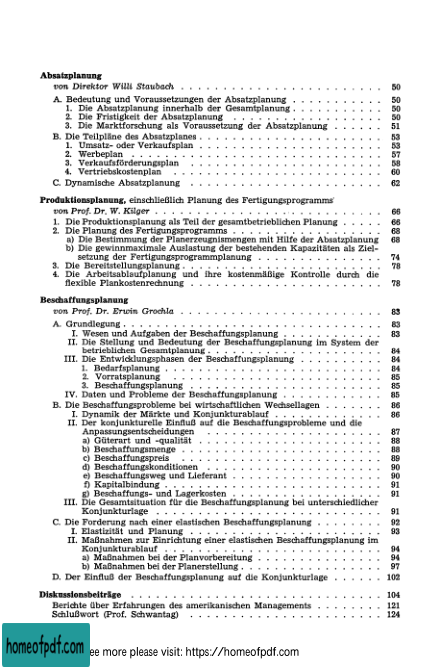 Absatzplanung
von Direktor Willi Staubach . . . . . . . . . . . . . . . . . . . . 50
A. Bedeutung und Voraussetzungen der Absatzplanung . . . . . . . . . . 50
1. Die Absatzplanung innerhalb der Gesamtplanung . . . . . . . . . 50
2. Die Fristigkeit der Absatzplanung . . . . . . . . . . . . . . . 50
3. Die Marktforschung als Voraussetzung der Absatzplanung . . . . . . 51
B. Die Teilpläne des Absatzplanes . . . . . . . . . . . . . . . . . . 53
1. Umsatz- oder Verkaufsplan . . . . . . . . . . . . . . . . . . 53
2. Werbeplan . . . . . . . . . . . . . . . . . . . . . . . . 57
3. Verkaufsförderungsplan . . . . . . . . . . . . . . . . . . . 58
4. Vertriebskostenplan . . . . . . . . . . . . . . . . . . . . 60
C. Dynamische Absatzplanung . . . . . . . . . . . . . . . . . . . 62
Produktionsplanung, einschließlich Planung des Fertigungsprogramms
von Prof. Dr. W. Kilger . . . . . . . . . . . . . . . . . . . . . . 66
1. Die Produktionsplanung als Teil der gesamtbetrieblichen Planung . . . . . 66
2. Die Planung des Fertigungsprogramms . . . . . . . . . . . . . . . 68
a) Die Bestimmung der Planerzeugnismengen mit Hilfe der Absatzplanung 68
b) Die gewinnmaximale Auslastung der bestehenden Kapazitäten als Ziel-
setzung der Fertigungsprogrammplanung . . . . . . . . . . . . . 74
3. Die Bereitstellungsplanung . . . . . . . . . . . . . . . . . . . . 78
4. Die Arbeitsablaufplanung und ihre kostenmäßige Kontrolle durch die
flexible Plankostenrechnung . . . . . . . . . . . . . . . . . . . 78
Beschaffungsplanung
von Prof. Dr. Erwin Grochla . . . . . . . . . . . . . . . . . . . . 83
A. Grundlegung . . . . . . . . . . . . . . . . . . . . . . . . . . 83
I. Wesen und Aufgaben der Beschaffungsplanung . . . . . . . . . . 83
II. Die Stellung und Bedeutung der Beschaffungsplanung im System der
betrieblichen Gesamtplanung . . . . . . . . . . . . . . . . . . 84
III. Die Entwicklungsphasen der Beschaffungsplanung . . . . . . . . . 84
1. Bedarfsplanung . . . . . . . . . . . . . . . . . . . . . . 84
2. Vorratsplanung . . . . . . . . . . . . . . . . . . . . . . 85
3. Beschaffungsplanung . . . . . . . . . . . . . . . . . . . . 85
IV. Daten und Probleme der Beschaffungsplanung . . . . . . . . . . 85
B. Die Beschaffungsprobleme bei wirtschaftlichen Wechsellagen . . . . . . 86
I. Dynamik der Märkte und Konjunkturablauf . . . . . . . . . . . 86
II. Der konjunkturelle Einfluß auf die Beschaffungsprobleme und die
Anpassungsentscheidungen . . . . . . . . . . . . . . . . . . . 87
a) Güterart und -qualität . . . . . . . . . . . . . . . . . . . 88
b) Beschaffungsmenge . . . . . . . . . . . . . . . . . . . . 88
c) Beschaffungspreis . . . . . . . . . . . . . . . . . . . . . 89
d) Beschaffungskonditionen . . . . . . . . . . . . . . . . . . 90
e) Beschaffungsweg und Lieferant . . . . . . . . . . . . . . . 90
f) Kapitalbindung . . . . . . . . . . . . . . . . . . . . . . 91
g) Beschaffungs- und Lagerkosten . . . . . . . . . . . . . . . 91
III. Die Gesamtsituation für die Beschaffungsplanung bei unterschiedlicher
Konjunkturlage . . . . . . . . . . . . . . . . . . . . . . . 91
C. Die Forderung nach einer elastischen Beschaffungsplanung . . . . . . . 92
I. Elastizität und Planung . . . . . . . . . . . . . . . . . . . . 93
II. Maßnahmen zur Einrichtung einer elastischen Beschaffungsplanung im
Konjunkturablauf . . . . . . . . . . . . . . . . . . . . . . 94
a) Maßnahmen bei der Planvorbereitung . . . . . . . . . . . . . 94
b) Maßnahmen bei der Planerstellung . . . . . . . . . . . . . . 97
D. Der Einfluß der Beschaffungsplanung auf die Konjunkturlage . . . . . 102
Diskussionsbeiträge . . . . . . . . . . . . . . . . . . . . . . . . 104
Berichte über Erfahrungen des amerikanischen Managements . . . . . . . 121
Schlußwort (Prof. Schwantag) . . . . . . . . . . . . . . . . . . . . 124
homeofpdf.com ee more please visit: https://homeofpdf.com